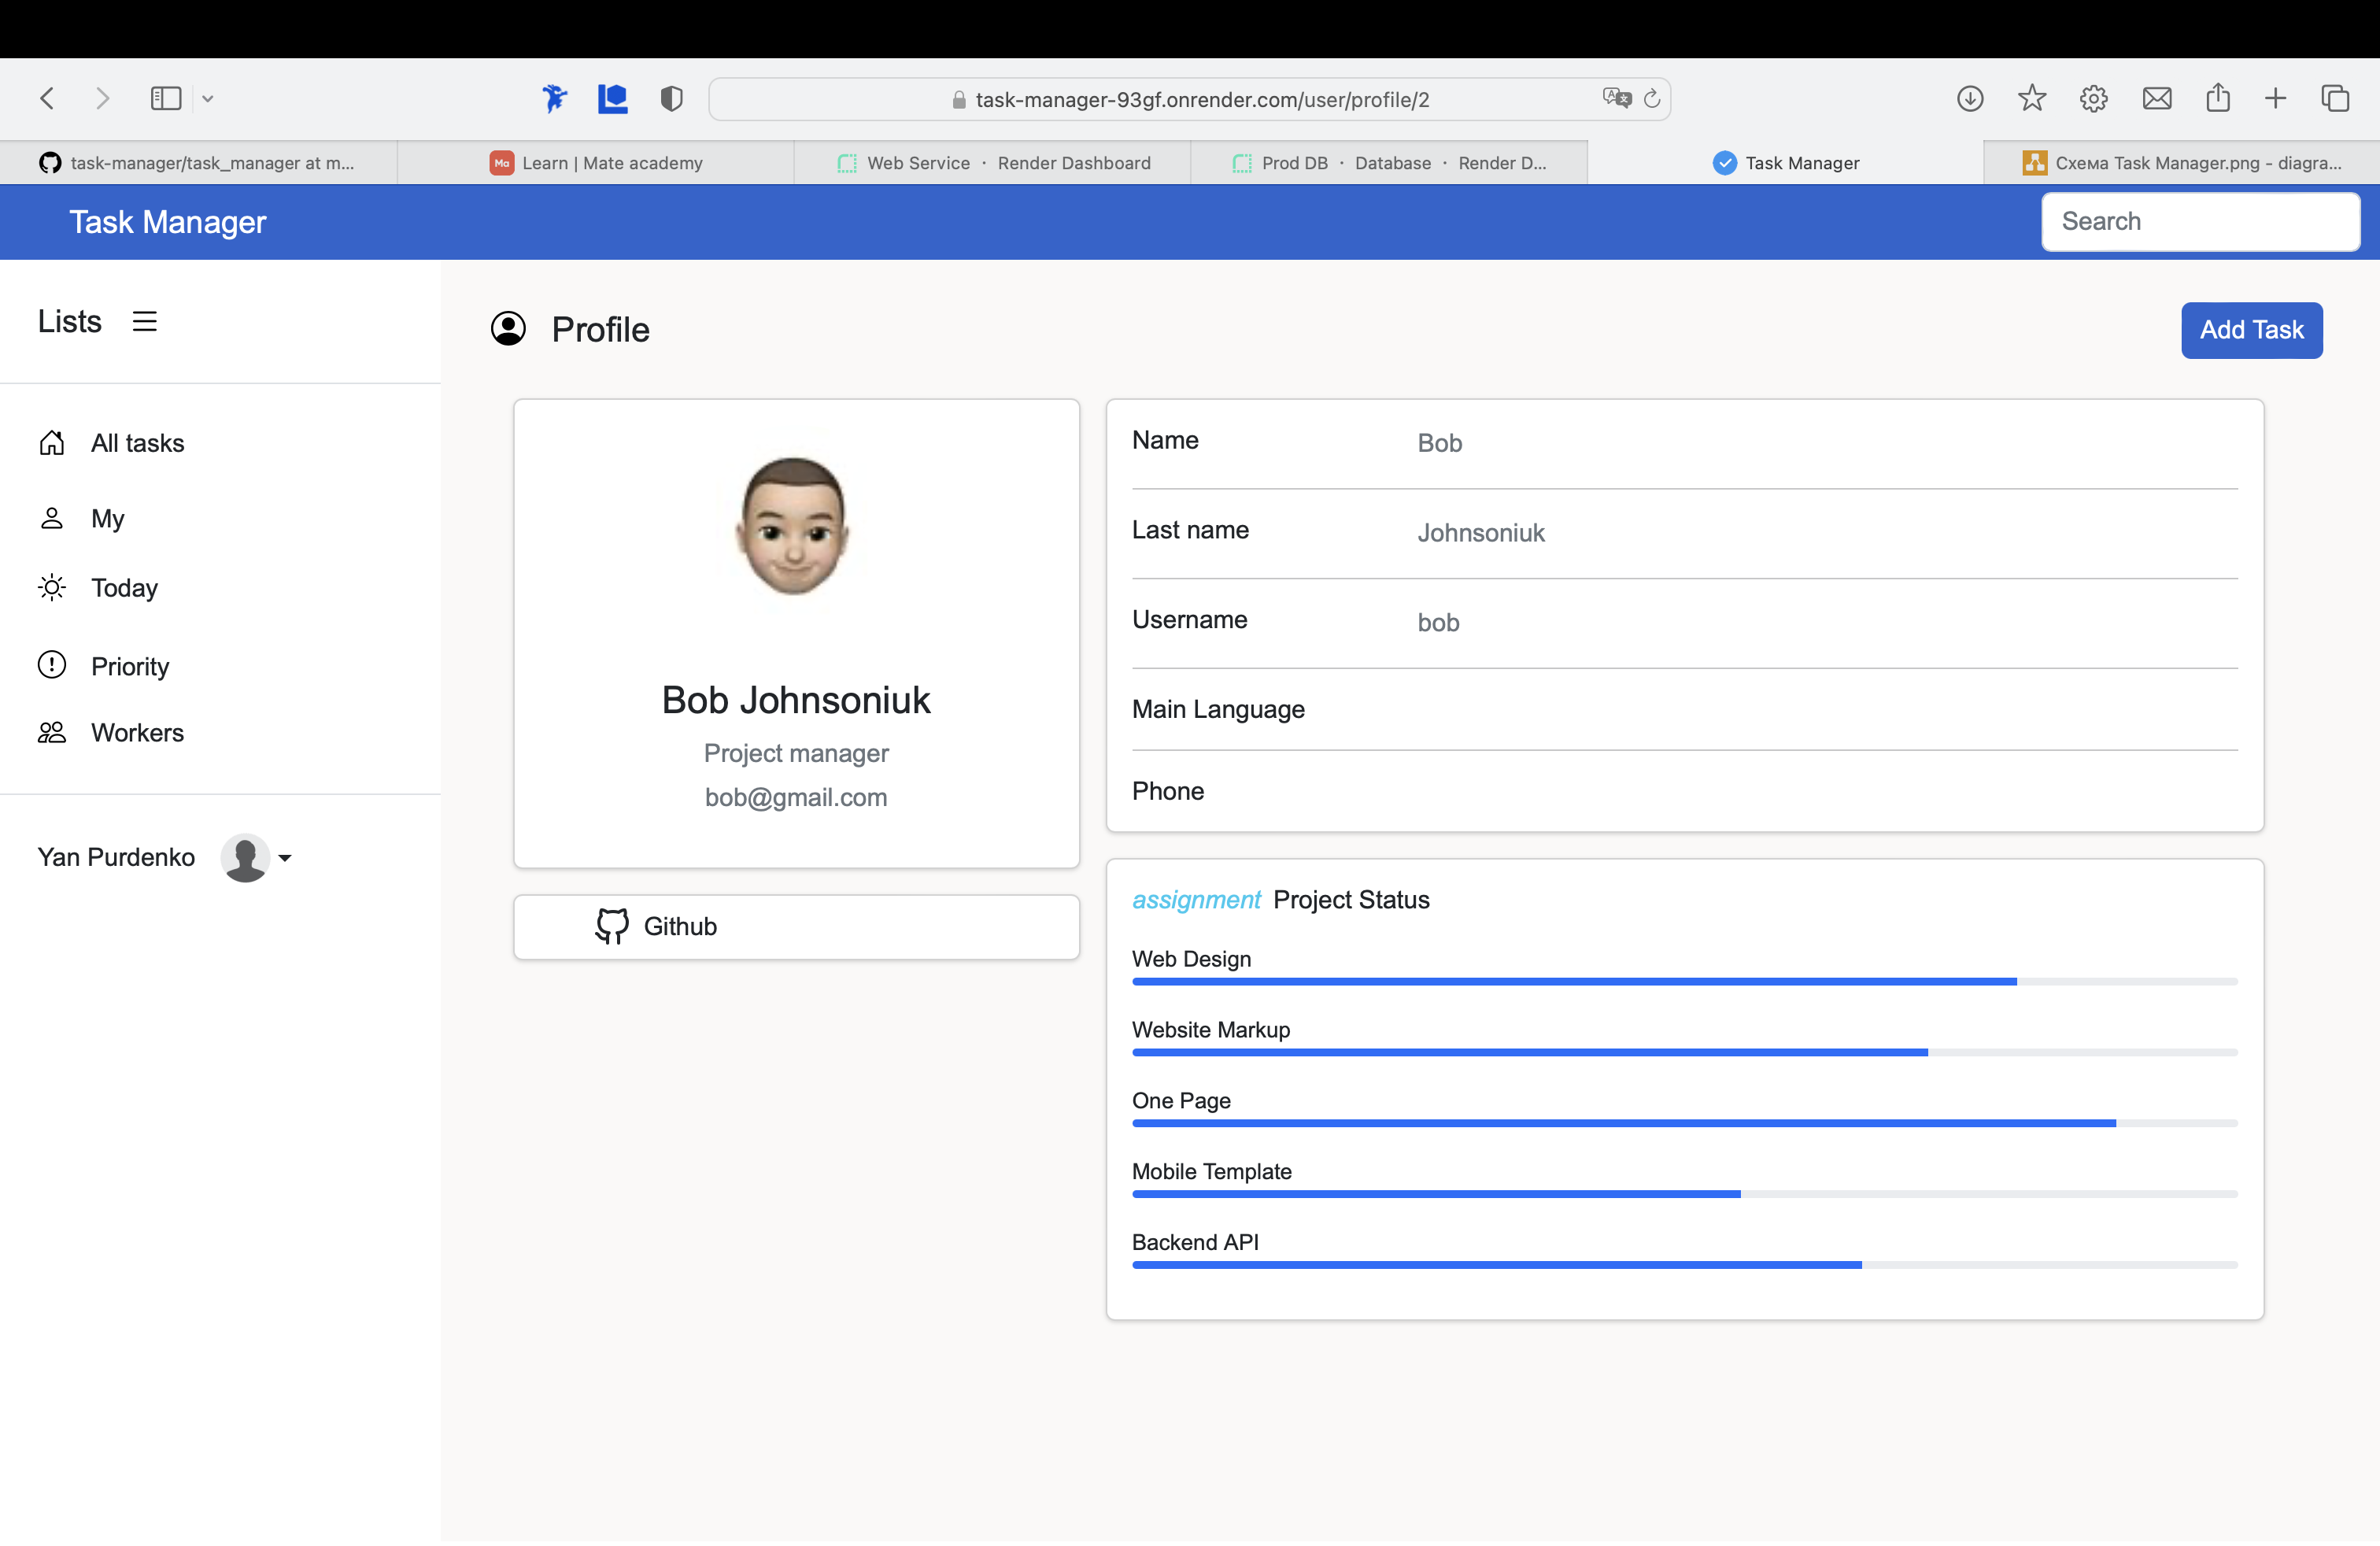 task-manager-93gf.onrender.com/user/profile/2
task-manager/task_manager at m...
Ma Learn | Mate academy
Web Service · Render Dashboard
Prod DB · Database · Render D...
Task Manager
Схема Task Manager.png - diagra...
Task Manager
Search
Lists
Profile
Add Task
All tasks
My
Today
Priority
Workers
Yan Purdenko
Bob Johnsoniuk
Project manager
bob@gmail.com
Github
Name Bob
Last name Johnsoniuk
Username bob
Main Language
Phone
assignment Project Status
Web Design
Website Markup
One Page
Mobile Template
Backend API